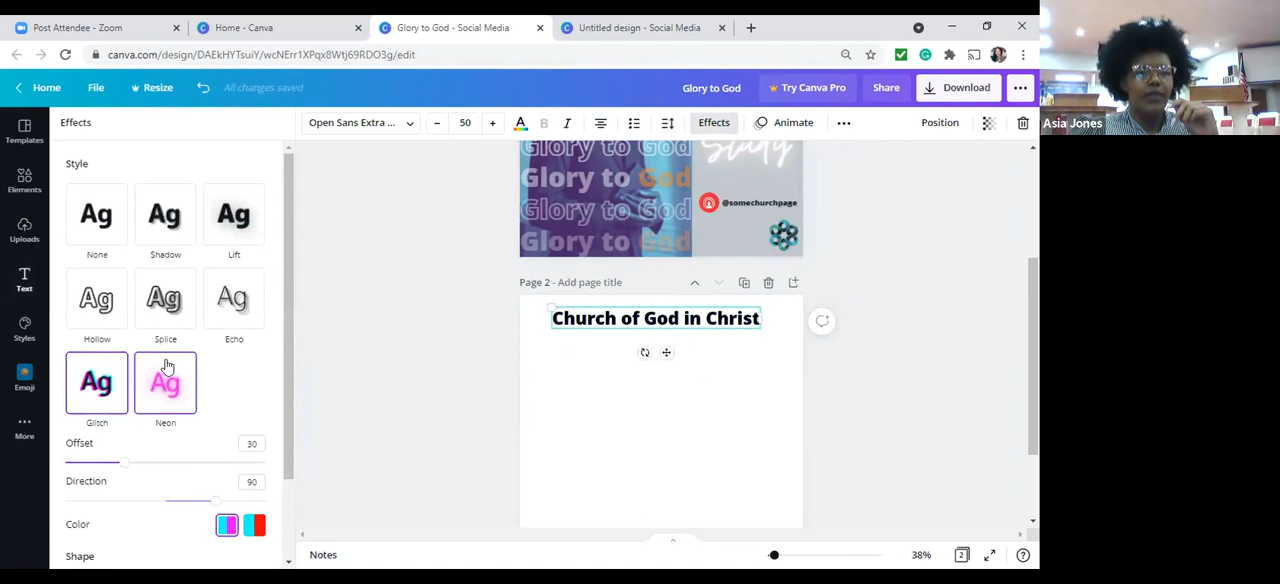 Post Attendee - Zoom
Home - Canva
Glory to God - Social Media
Untitled design - Social Media
canva.com/design/DAEkHYTsuiY/wcNErr1XPqx8Wtj69RDO3g/edit
Home
File
Resize
All changes saved
Glory to God
Try Canva Pro
Share
Download
Asia Jones
Templates
Elements
Uploads
Text
Styles
Emoji
More
Effects
Open Sans Extra ...
50
A
B
I
Effects
Animate
Position
Style
Ag
Ag
Ag
None
Shadow
Lift
Ag
Ag
Ag
Hollow
Splice
Echo
Ag
Ag
Glitch
Neon
Offset
30
Direction
90
Color
Shape
Glory to God
Glory to God
Glory to God
Glory to God
Study
@somechurchpage
Page 2 - Add page title
Church of God in Christ
Notes
38%
2